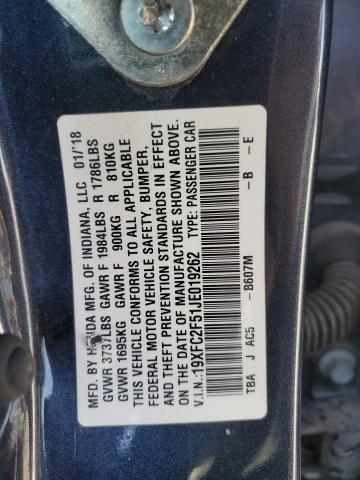 MFD. BY HONDA MFG. OF INDIANA, LLC 01/'18
GVWR 3737LBS GAWR F 1984LBS R 1786LBS
GVWR 1695KG GAWR F 900KG R 810KG
THIS VEHICLE CONFORMS TO ALL APPLICABLE
FEDERAL MOTOR VEHICLE SAFETY, BUMPER,
AND THEFT PREVENTION STANDARDS IN EFFECT
ON THE DATE OF MANUFACTURE SHOWN ABOVE.
V.I.N.: 19XFC2F51JE019262 TYPE: PASSENGER CAR
-B607M -B -E
TBA J AC5